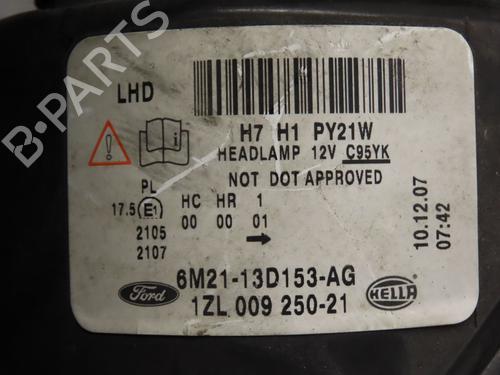 LHD
H7 H1 PY21W
HEADLAMP 12V C95YK
NOT DOT APPROVED
PL
17.5 E1 HC HR 1
2105 00 00 01
2107
10.12.07
07:42
Ford
6M21-13D153-AG
1ZL 009 250-21
HELLA
B-PARTS